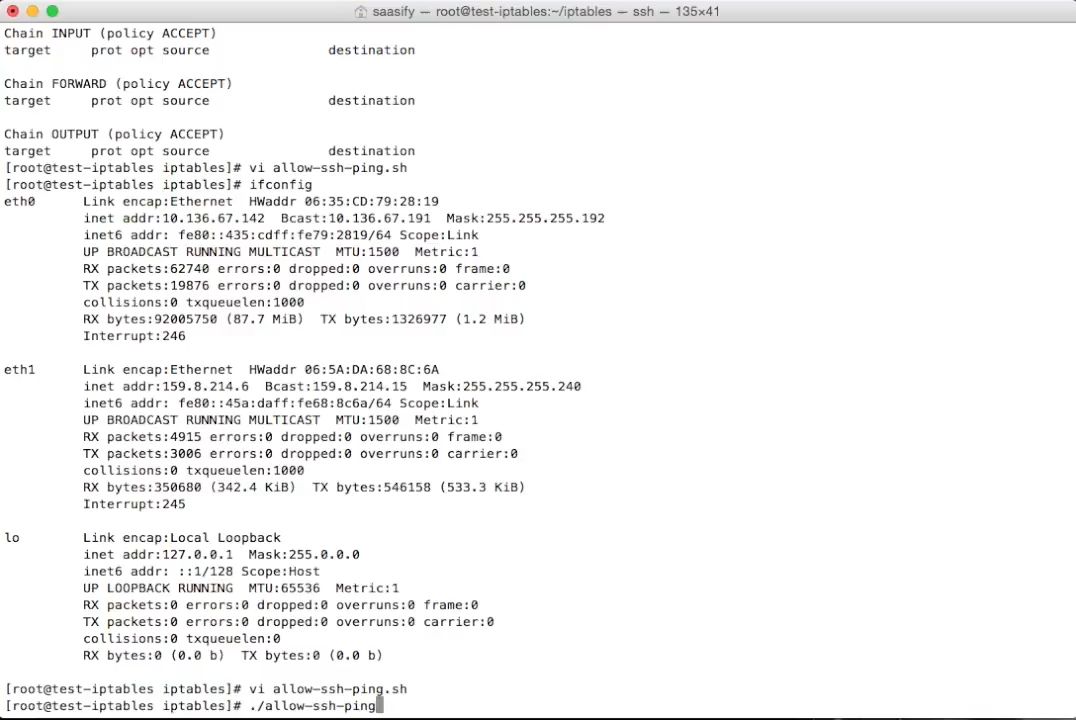 saasify — root@test-iptables:~/iptables — ssh — 135×41
Chain INPUT (policy ACCEPT)
target     prot opt source               destination
Chain FORWARD (policy ACCEPT)
target     prot opt source               destination
Chain OUTPUT (policy ACCEPT)
target     prot opt source               destination
[root@test-iptables iptables]# vi allow-ssh-ping.sh
[root@test-iptables iptables]# ifconfig
eth0      Link encap:Ethernet  HWaddr 06:35:CD:79:28:19
          inet addr:10.136.67.142  Bcast:10.136.67.191  Mask:255.255.255.192
          inet6 addr: fe80::435:cdff:fe79:2819/64 Scope:Link
          UP BROADCAST RUNNING MULTICAST  MTU:1500  Metric:1
          RX packets:62740 errors:0 dropped:0 overruns:0 frame:0
          TX packets:19876 errors:0 dropped:0 overruns:0 carrier:0
          collisions:0 txqueuelen:1000
          RX bytes:92005750 (87.7 MiB)  TX bytes:1326977 (1.2 MiB)
          Interrupt:246
eth1      Link encap:Ethernet  HWaddr 06:5A:DA:68:8C:6A
          inet addr:159.8.214.6  Bcast:159.8.214.15  Mask:255.255.255.240
          inet6 addr: fe80::45a:daff:fe68:8c6a/64 Scope:Link
          UP BROADCAST RUNNING MULTICAST  MTU:1500  Metric:1
          RX packets:4915 errors:0 dropped:0 overruns:0 frame:0
          TX packets:3006 errors:0 dropped:0 overruns:0 carrier:0
          collisions:0 txqueuelen:1000
          RX bytes:350680 (342.4 KiB)  TX bytes:546158 (533.3 KiB)
          Interrupt:245
lo        Link encap:Local Loopback
          inet addr:127.0.0.1  Mask:255.0.0.0
          inet6 addr: ::1/128 Scope:Host
          UP LOOPBACK RUNNING  MTU:65536  Metric:1
          RX packets:0 errors:0 dropped:0 overruns:0 frame:0
          TX packets:0 errors:0 dropped:0 overruns:0 carrier:0
          collisions:0 txqueuelen:0
          RX bytes:0 (0.0 b)  TX bytes:0 (0.0 b)
[root@test-iptables iptables]# vi allow-ssh-ping.sh
[root@test-iptables iptables]# ./allow-ssh-ping